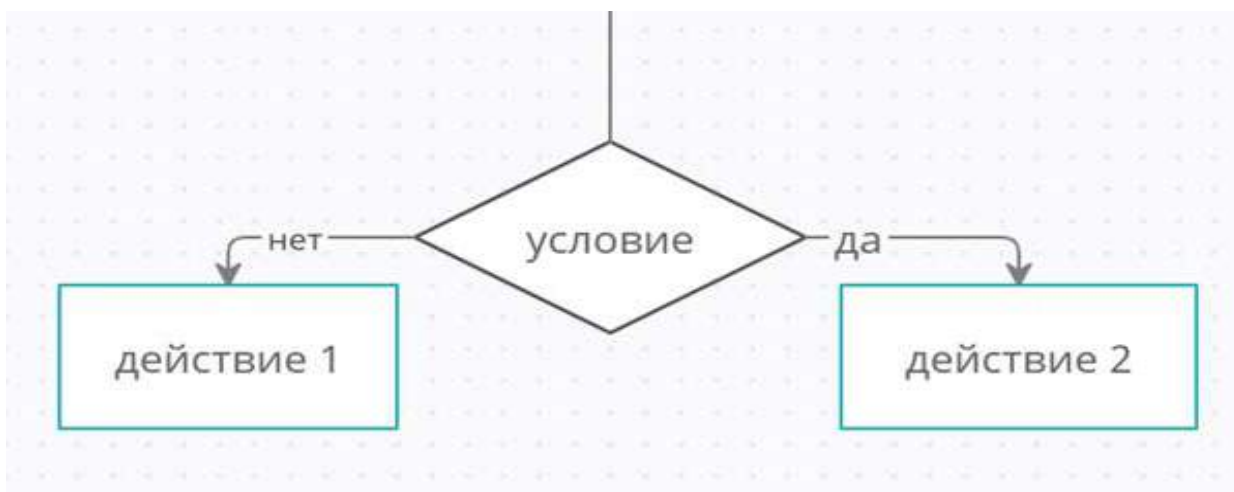 условие
нет
да
действие 1
действие 2